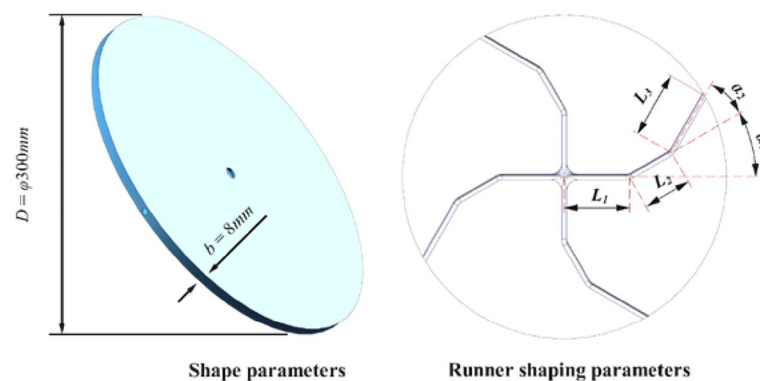 D = φ300mm
b = 8mm
Shape parameters
L₁
L₂
L₃
α₂
Runner shaping parameters